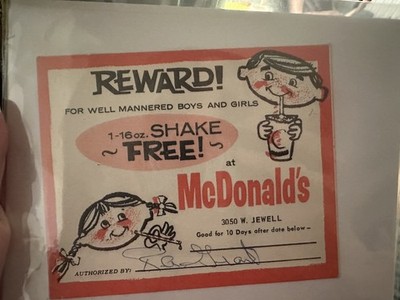 REWARD!
FOR WELL MANNERED BOYS AND GIRLS
1-16 oz. SHAKE
~ FREE! ~
at
McDonald's
3050 W. JEWELL
Good for 10 Days after date below—
AUTHORIZED BY: